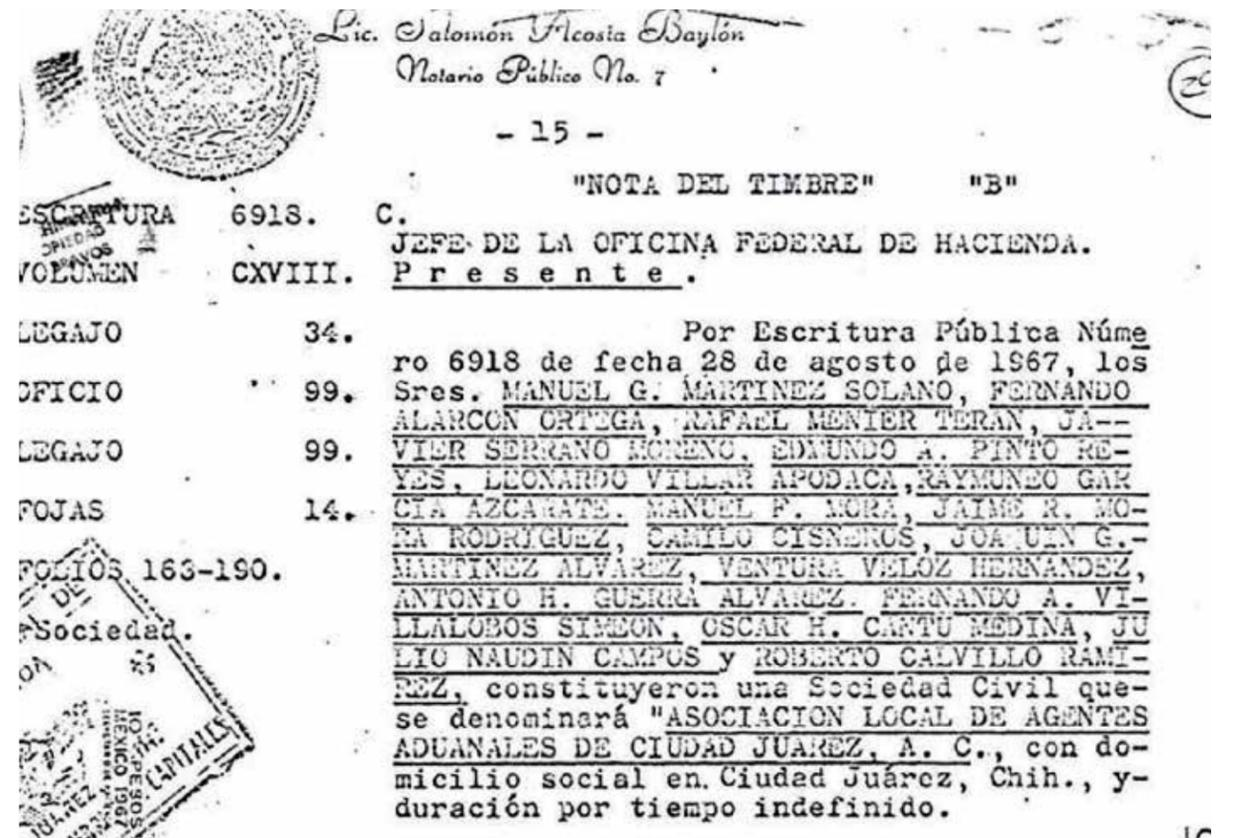 Lic. Salomón Acosta Baylón
Notario Público No. 7
- 15 -
"NOTA DEL TIMBRE" "B"
ESCRITURA 6918. C.
JEFE DE LA OFICINA FEDERAL DE HACIENDA.
VOLUMEN CXVIII. Presente.
LEGAJO 34. Por Escritura Pública Núme
ro 6918 de fecha 28 de agosto de 1967, los
OFICIO 99. Sres. MANUEL G. MARTINEZ SOLANO, FERNANDO
ALARCON ORTEGA, RAFAEL MENIER TERAN, JA--
LEGAJO 99. VIER SERRANO MORENO, EDMUNDO A. PINTO RE-
YES, LEONARDO VILLAR APODACA, RAYMUNDO GAR
FOJAS 14. CIA AZCARATE. MANUEL F. MORA, JAIME R. MO-
RA RODRIGUEZ, CAMILO CISNEROS, JOAQUIN G.-
FOLIOS 163-190. MARTINEZ ALVAREZ, VENTURA VELOZ HERNANDEZ,
ANTONIO H. GUERRA ALVAREZ. FERNANDO A. VI-
Sociedad. LLALOBOS SIMEON, OSCAR H. CANTU MEDINA, JU
LIO NAUDIN CAMPOS y ROBERTO CALVILLO RAMI-
REZ, constituyeron una Sociedad Civil que-
se denominará "ASOCIACION LOCAL DE AGENTES
ADUANALES DE CIUDAD JUAREZ, A. C., con do-
micilio social en Ciudad Juárez, Chih., y-
duración por tiempo indefinido.
DE
MEXICO 1967
CAPITALES